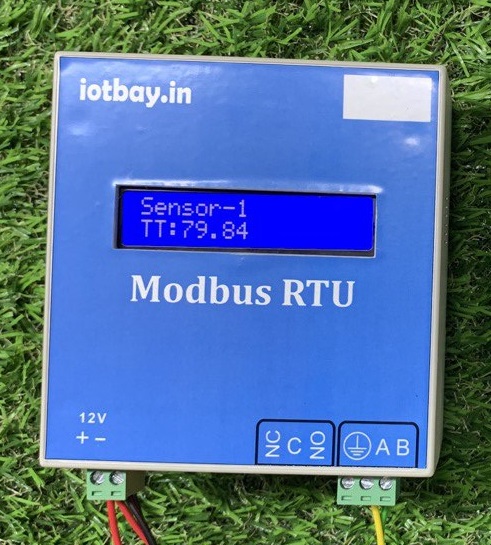 iotbay.in
Sensor-1
TT:79.84
Modbus RTU
12V
+ −
NC C NO
A B